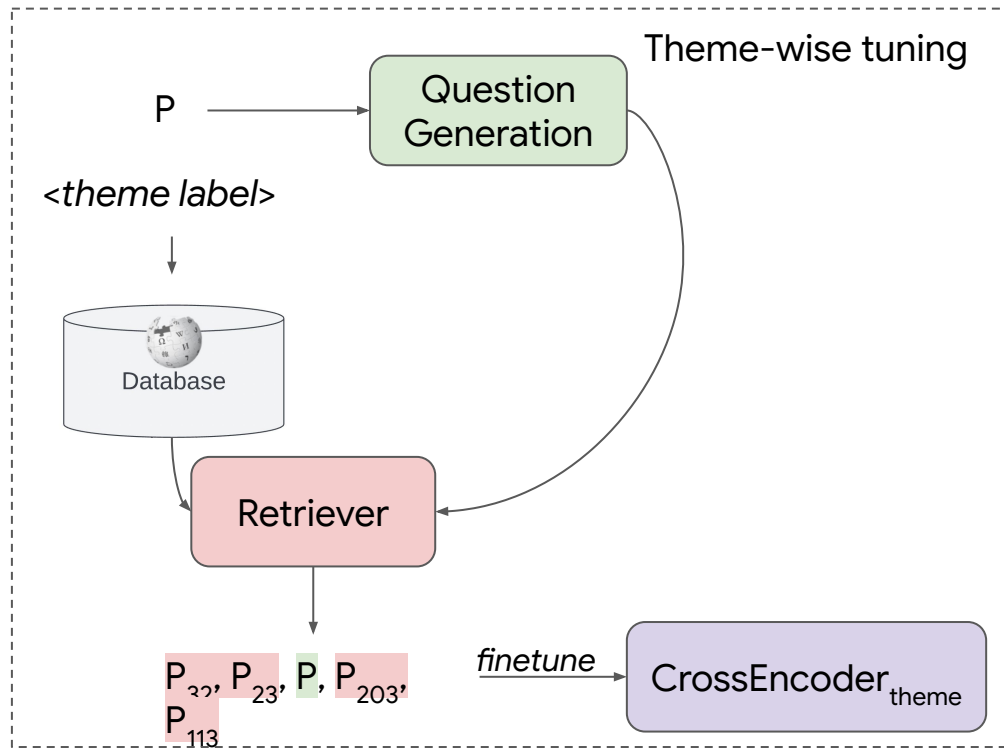 Theme-wise tuning
P
Question
Generation
<theme label>
Database
Retriever
P32, P23, P, P203,
P113
finetune
CrossEncodertheme